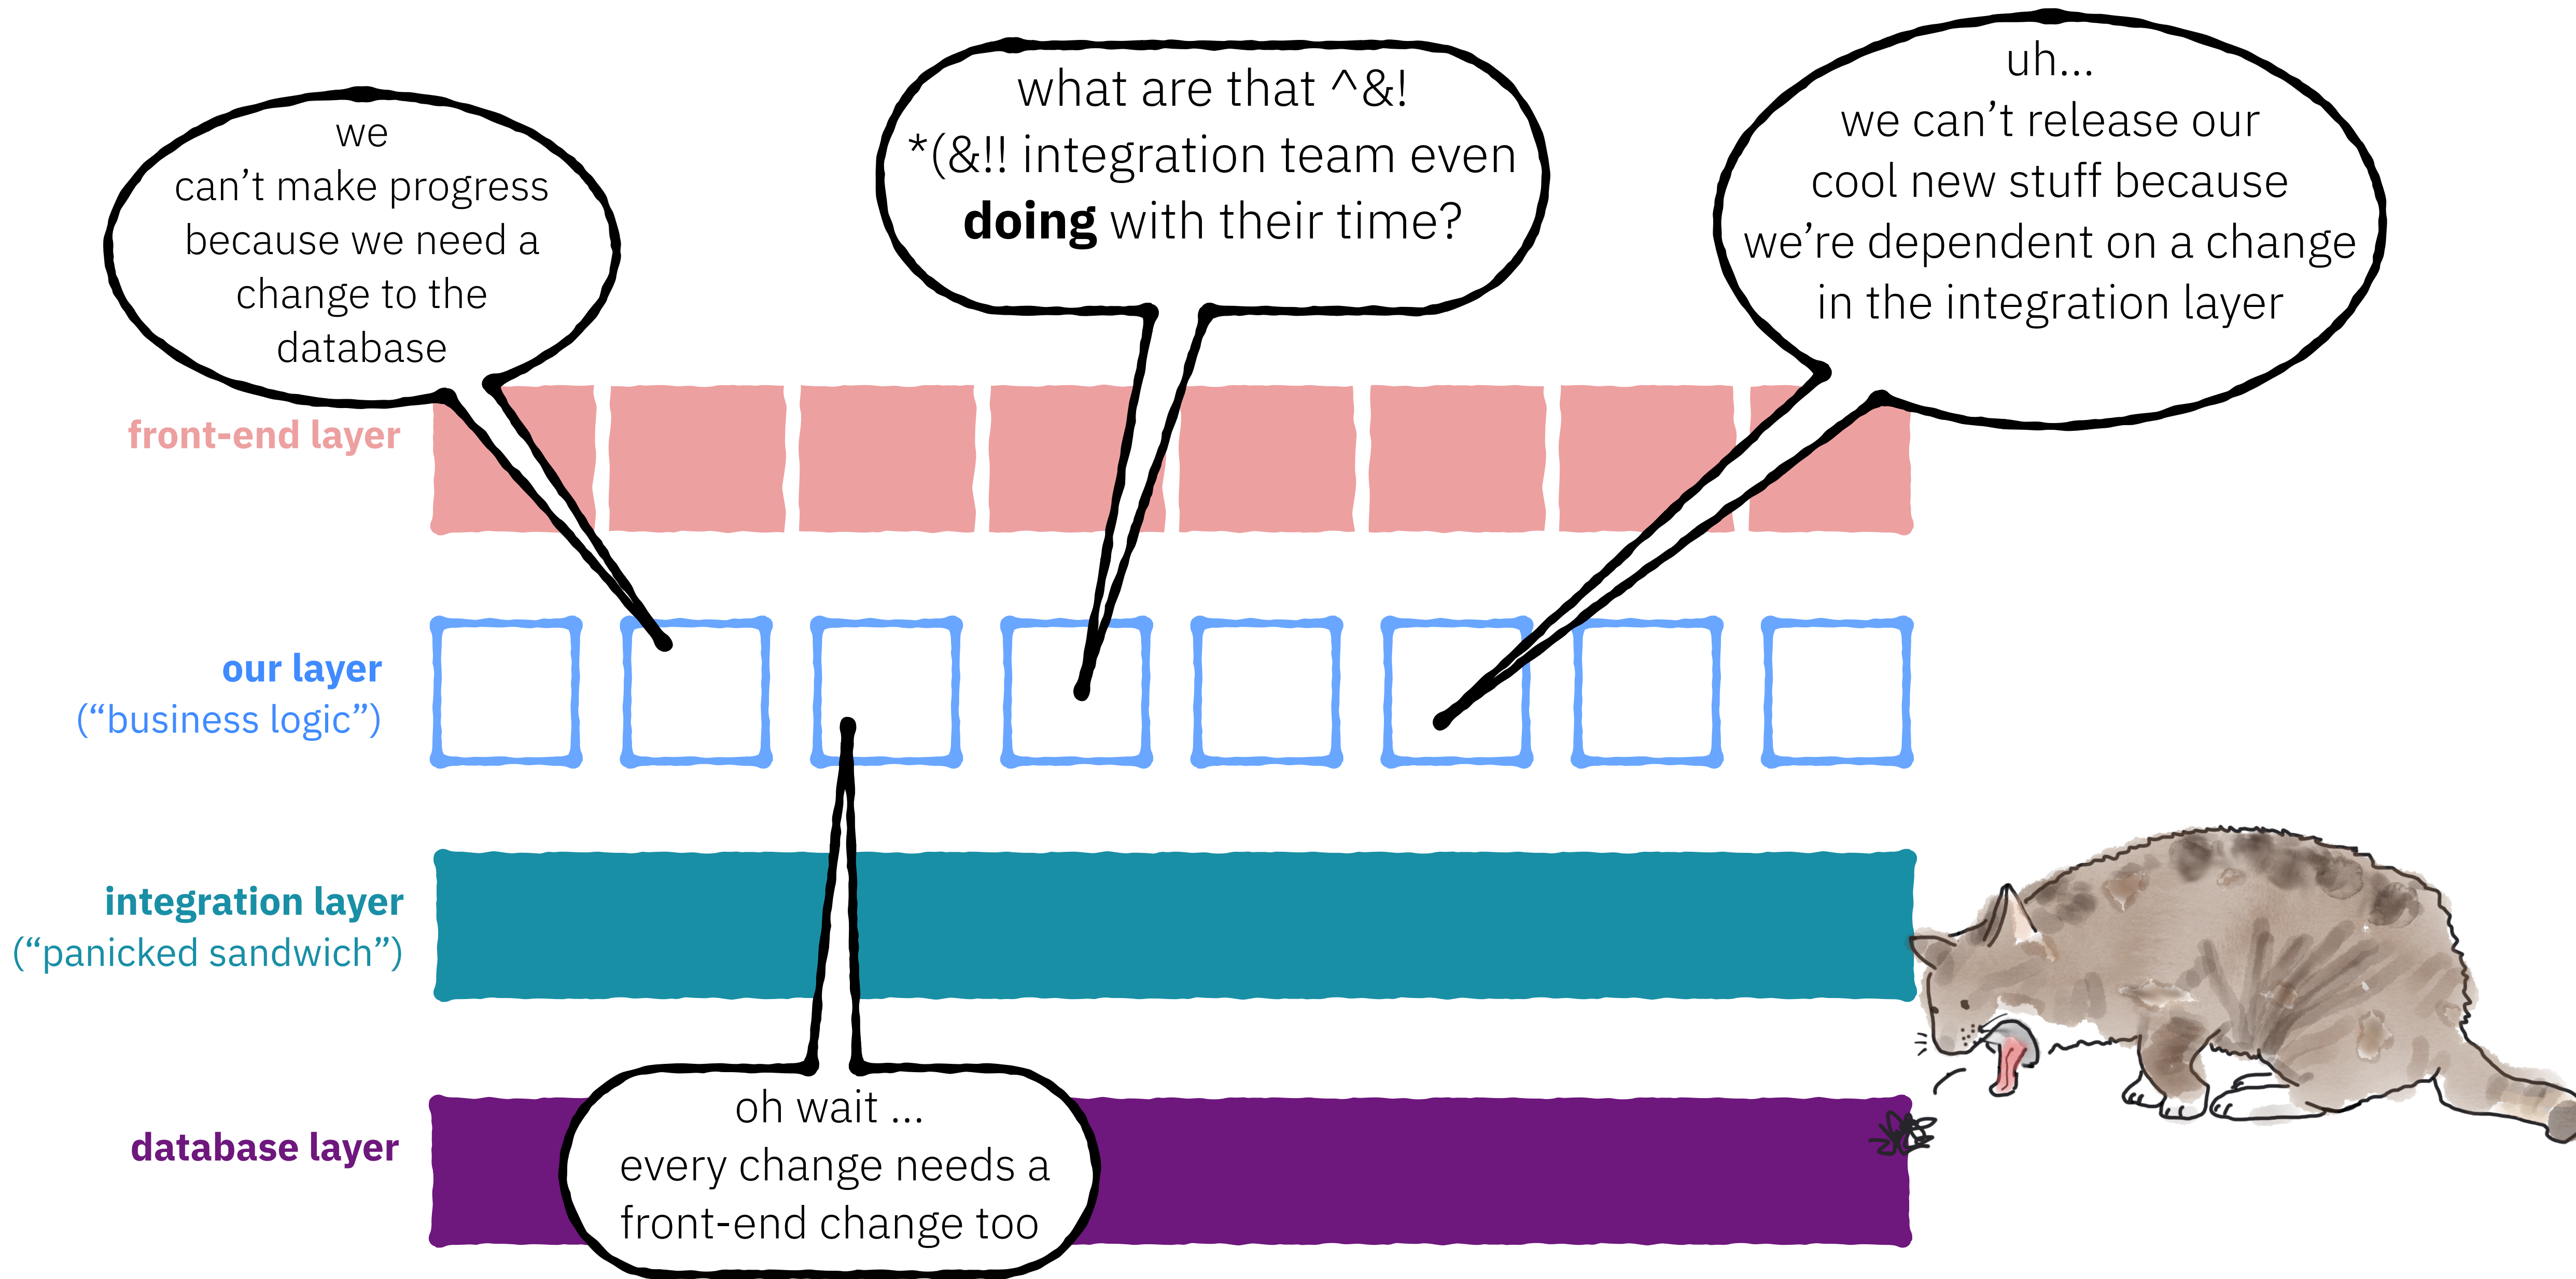 we
can’t make progress
because we need a
change to the
database
what are that ^&!
*(&!! integration team even
doing with their time?
uh...
we can’t release our
cool new stuff because
we’re dependent on a change
in the integration layer
front-end layer
our layer
(“business logic”)
integration layer
(“panicked sandwich”)
database layer
oh wait ...
every change needs a
front-end change too